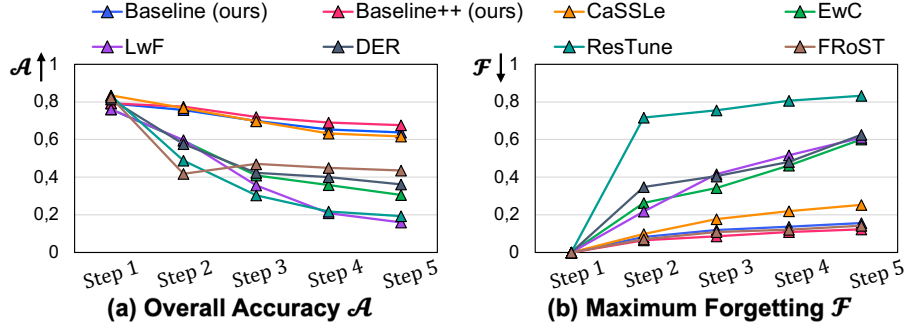 Baseline (ours) Baseline++ (ours) CaSSLe EwC
LwF DER ResTune FRoST
𝓐↑ 1 𝓕↓ 1
0,8 0,8
0,6 0,6
0,4 0,4
0,2 0,2
0 0
Step 1 Step 2 Step 3 Step 4 Step 5 Step 1 Step 2 Step 3 Step 4 Step 5
(a) Overall Accuracy 𝓐 (b) Maximum Forgetting 𝓕